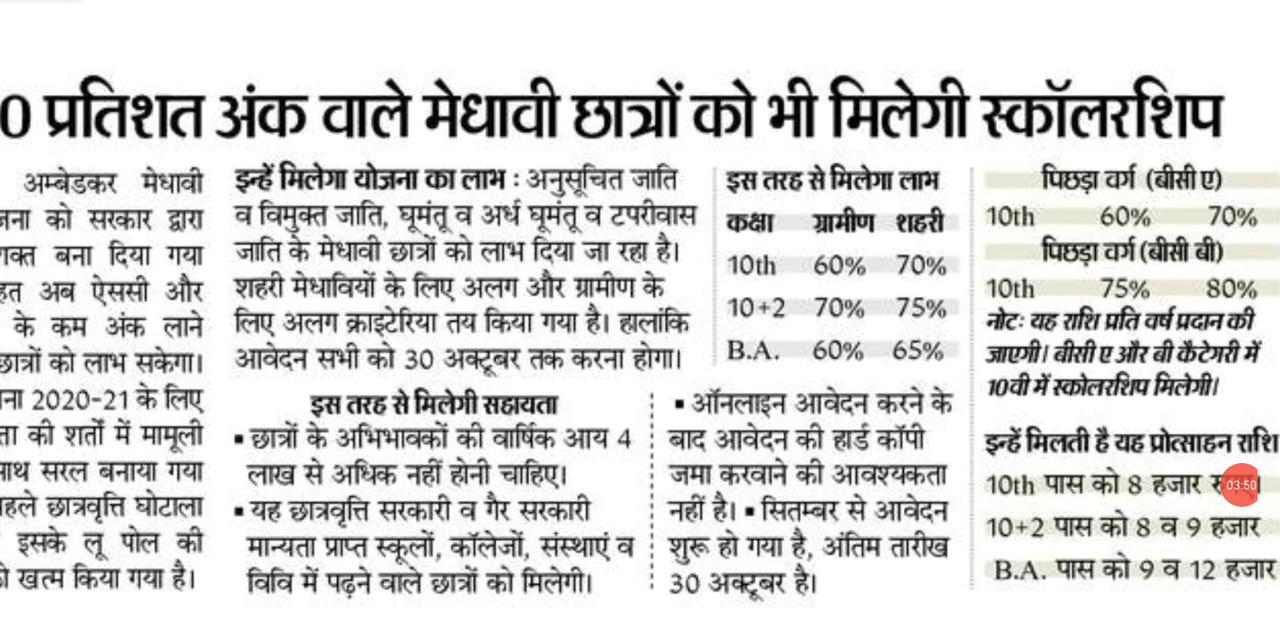 0 प्रतिशत अंक वाले मेधावी छात्रों को भी मिलेगी स्कॉलरशिप
अम्बेडकर मेधावी
जना को सरकार द्वारा
बना दिया गया
हत अब ऐससी और
के कम अंक लाने
छात्रों को लाभ सकेगा।
ना 2020-21 के लिए
ता की शर्तों में मामूली
गाथ सरल बनाया गया
हले छात्रवृत्ति घोटाला
इसके लू पोल की
ो खत्म किया गया है।
इन्हें मिलेगा योजना का लाभ : अनुसूचित जाति
व विमुक्त जाति, घूमंतू व अर्ध घूमंतू व टपरीवास
जाति के मेधावी छात्रों को लाभ दिया जा रहा है।
शहरी मेधावियों के लिए अलग और ग्रामीण के
लिए अलग क्राइटेरिया तय किया गया है। हालांकि
आवेदन सभी को 30 अक्टूबर तक करना होगा।
इस तरह से मिलेगी सहायता
▪ छात्रों के अभिभावकों की वार्षिक आय 4
लाख से अधिक नहीं होनी चाहिए।
▪ यह छात्रवृत्ति सरकारी व गैर सरकारी
मान्यता प्राप्त स्कूलों, कॉलेजों, संस्थाएं व
विवि में पढ़ने वाले छात्रों को मिलेगी।
▪ ऑनलाइन आवेदन करने के
बाद आवेदन की हार्ड कॉपी
जमा करवाने की आवश्यकता
नहीं है। ▪ सितम्बर से आवेदन
शुरू हो गया है, अंतिम तारीख
30 अक्टूबर है।
इस तरह से मिलेगा लाभ
कक्षा ग्रामीण शहरी
10th 60% 70%
10+2 70% 75%
B.A. 60% 65%
पिछड़ा वर्ग (बीसी ए)
10th 60% 70%
पिछड़ा वर्ग (बीसी बी)
10th 75% 80%
नोटः यह राशि प्रति वर्ष प्रदान की
जाएगी। बीसी ए और बी कैटेगरी में
10वी में स्कोलरशिप मिलेगी।
इन्हें मिलती है यह प्रोत्साहन राशि
10th पास को 8 हजार
03:50
10+2 पास को 8 व 9 हजार
B.A. पास को 9 व 12 हजार